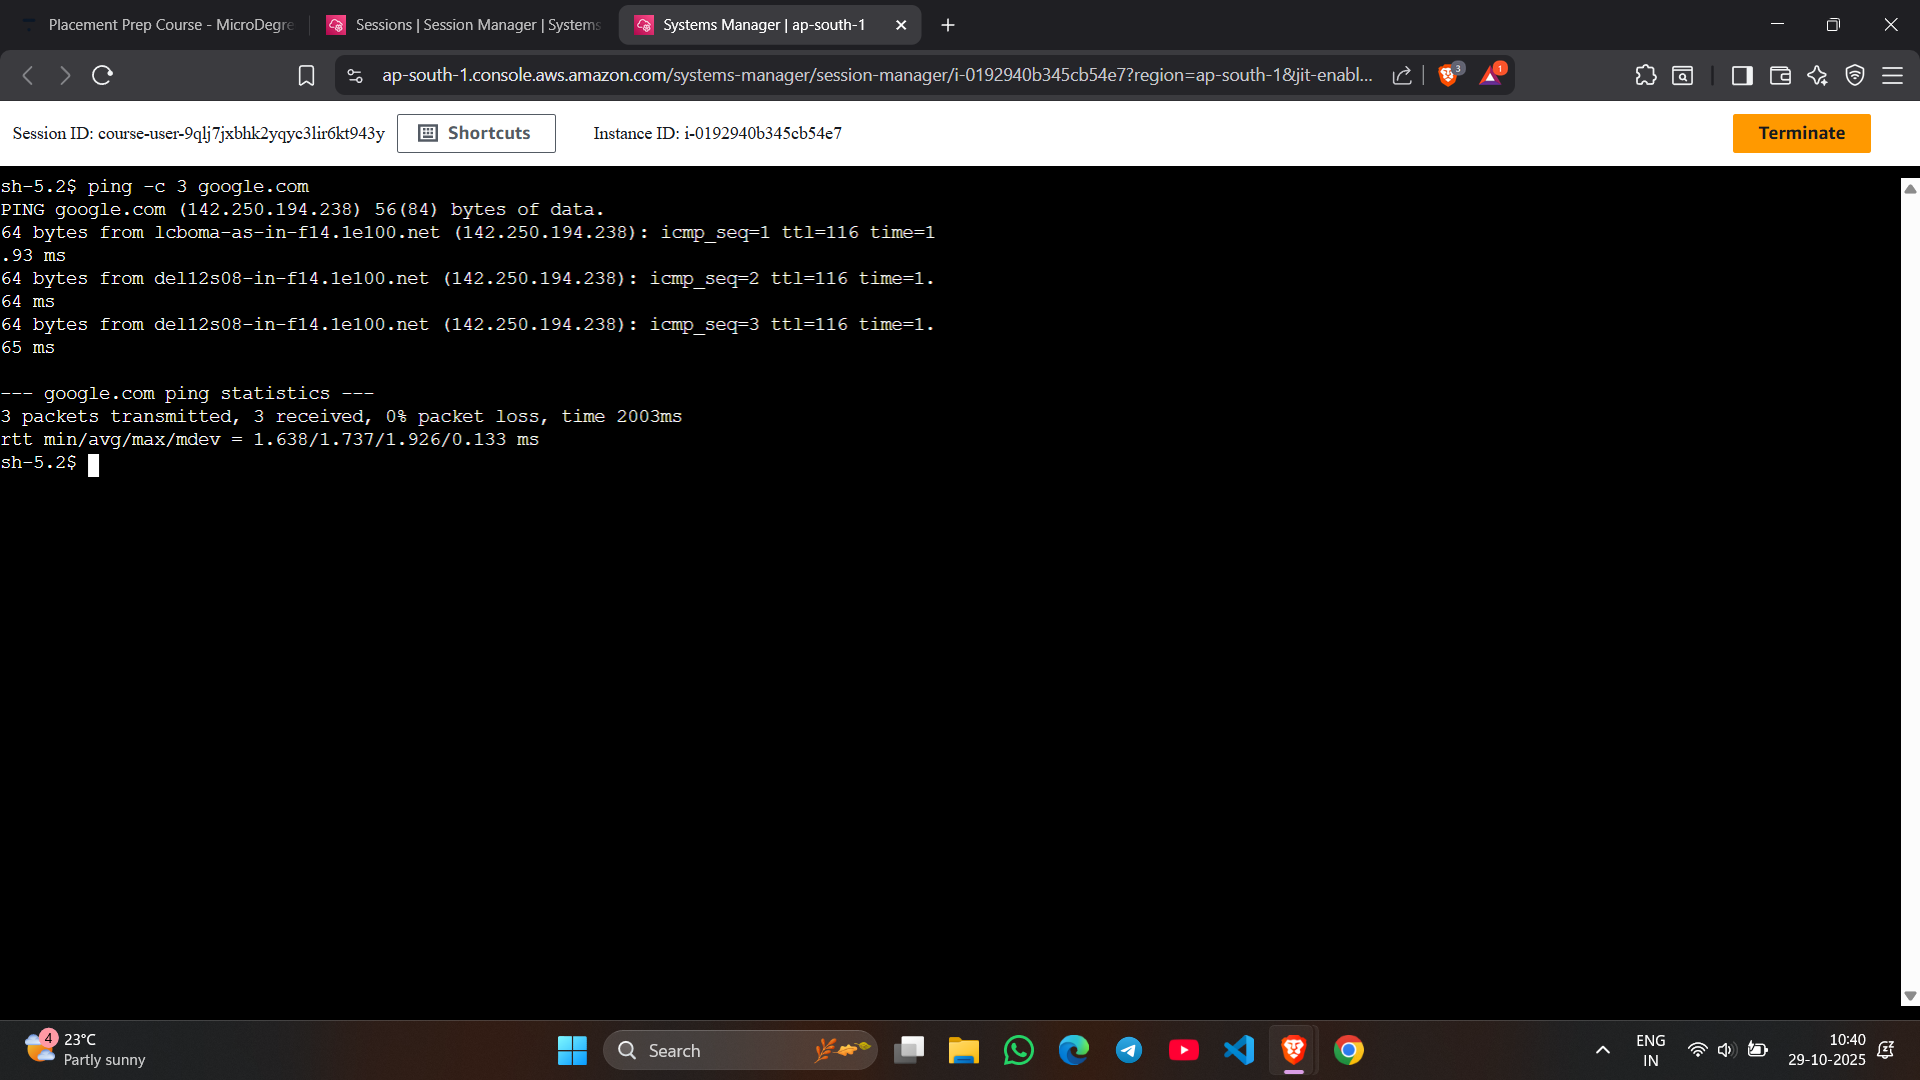 Placement Prep Course - MicroDegre
Sessions | Session Manager | Systems
Systems Manager | ap-south-1
ap-south-1.console.aws.amazon.com/systems-manager/session-manager/i-0192940b345cb54e7?region=ap-south-1&jit-enabl...
3
1
Session ID: course-user-9qlj7jxbhk2yqyc3lir6kt943y
Shortcuts
Instance ID: i-0192940b345cb54e7
Terminate
sh-5.2$ ping -c 3 google.com
PING google.com (142.250.194.238) 56(84) bytes of data.
64 bytes from lcboma-as-in-f14.1e100.net (142.250.194.238): icmp_seq=1 ttl=116 time=1
.93 ms
64 bytes from del12s08-in-f14.1e100.net (142.250.194.238): icmp_seq=2 ttl=116 time=1.
64 ms
64 bytes from del12s08-in-f14.1e100.net (142.250.194.238): icmp_seq=3 ttl=116 time=1.
65 ms
--- google.com ping statistics ---
3 packets transmitted, 3 received, 0% packet loss, time 2003ms
rtt min/avg/max/mdev = 1.638/1.737/1.926/0.133 ms
sh-5.2$
4
23°C
Partly sunny
Search
ENG
IN
10:40
29-10-2025